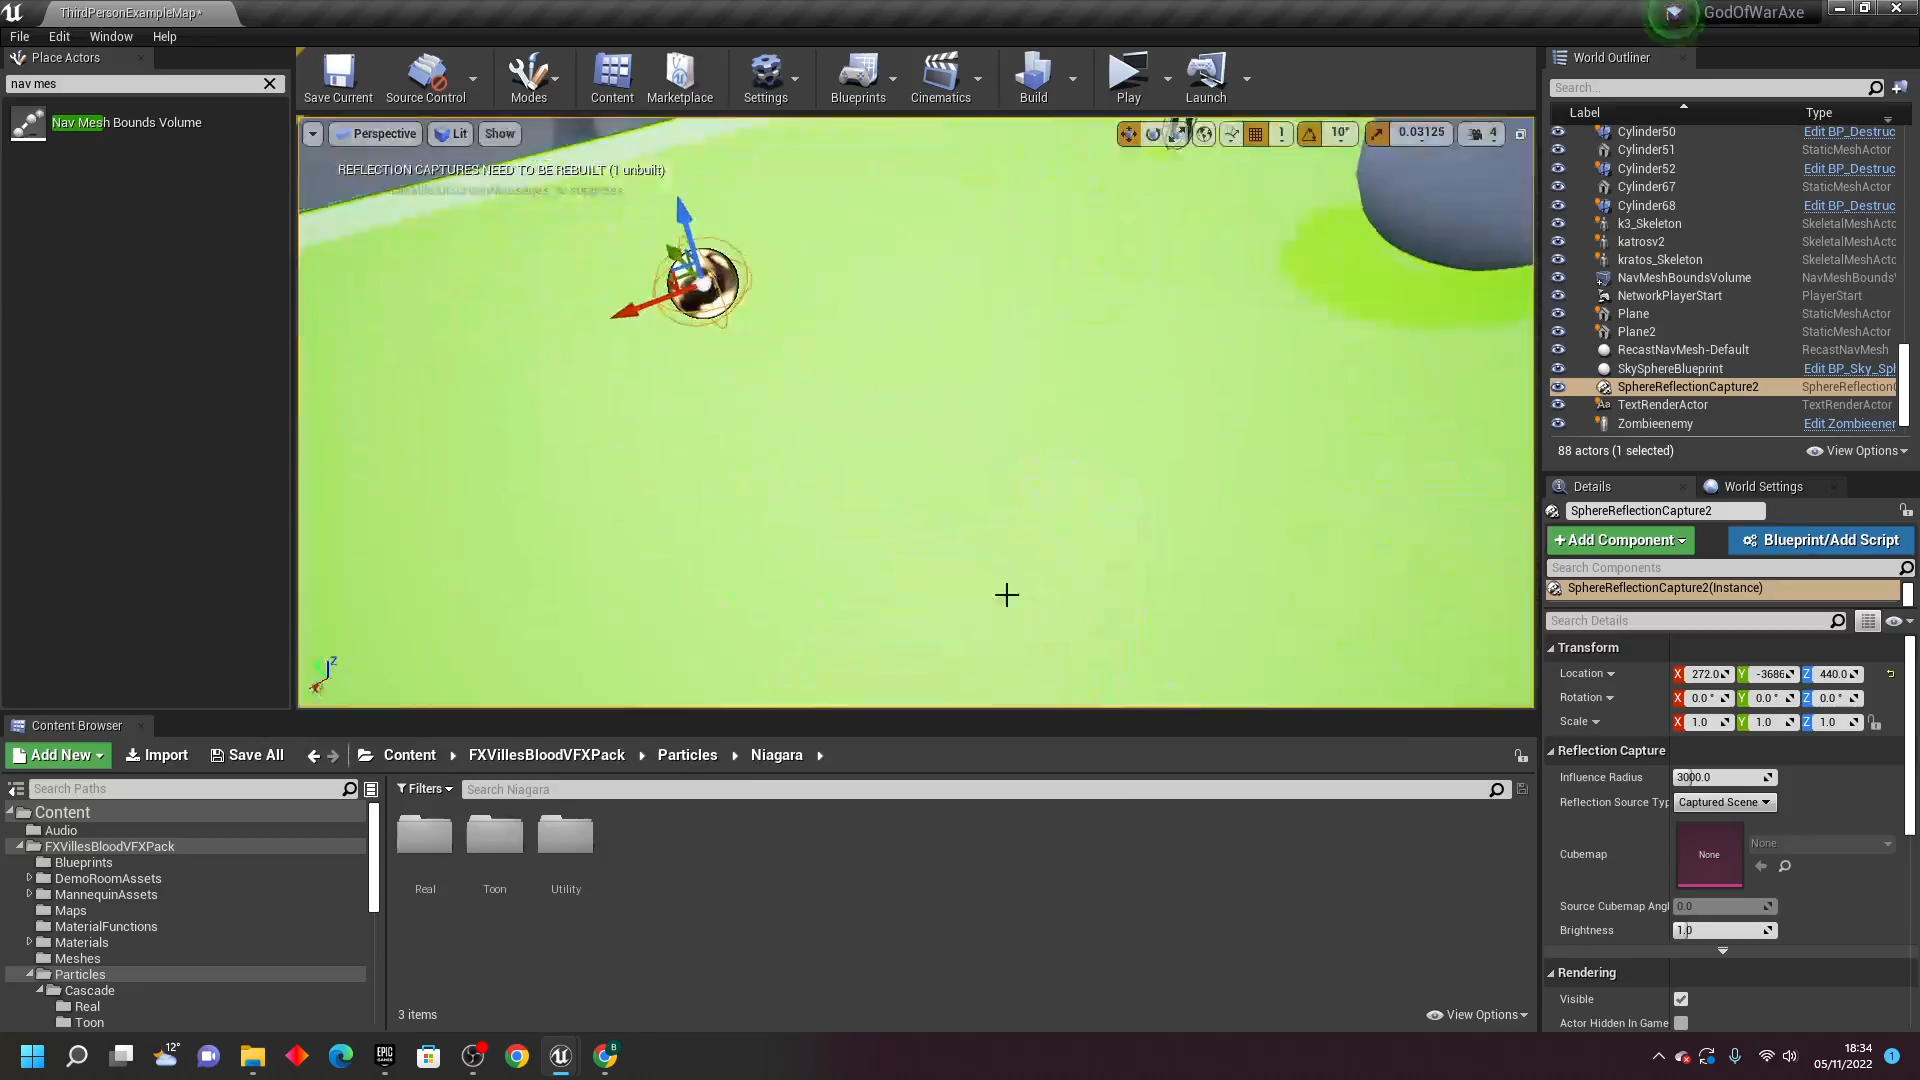 ThirdPersonExampleMap*
GodOfWarAxe
File Edit Window Help
Place Actors
nav mes
Nav Mesh Bounds Volume
Save Current
Source Control
Modes
Content
Marketplace
Settings
Blueprints
Cinematics
Build
Play
Launch
Perspective
Lit
Show
1
10°
0.03125
4
REFLECTION CAPTURES NEED TO BE REBUILT (1 unbuilt)
World Outliner
Search...
Label Type
Cylinder50 Edit BP_Destruc
Cylinder51 StaticMeshActor
Cylinder52 Edit BP_Destruc
Cylinder67 StaticMeshActor
Cylinder68 Edit BP_Destruc
k3_Skeleton SkeletalMeshActo
katrosv2 SkeletalMeshActo
kratos_Skeleton SkeletalMeshActo
NavMeshBoundsVolume NavMeshBounds
NetworkPlayerStart PlayerStart
Plane StaticMeshActor
Plane2 StaticMeshActor
RecastNavMesh-Default RecastNavMesh
SkySphereBlueprint Edit BP_Sky_Sph
SphereReflectionCapture2 SphereReflection
TextRenderActor TextRenderActor
Zombieenemy Edit Zombieener
88 actors (1 selected)
View Options
Details
World Settings
SphereReflectionCapture2
+Add Component
Blueprint/Add Script
Search Components
SphereReflectionCapture2(Instance)
Search Details
Transform
Location X 272.0 Y -3686 Z 440.0
Rotation X 0.0° Y 0.0° Z 0.0°
Scale X 1.0 Y 1.0 Z 1.0
Reflection Capture
Influence Radius 3000.0
Reflection Source Typ Captured Scene
Cubemap None None
Source Cubemap Angl 0.0
Brightness 1.0
Rendering
Visible
Actor Hidden In Game
Content Browser
Add New
Import
Save All
Content
FXVillesBloodVFXPack
Particles
Niagara
Search Paths
Filters
Search Niagara
Content
Audio
FXVillesBloodVFXPack
Blueprints
DemoRoomAssets
MannequinAssets
Maps
MaterialFunctions
Materials
Meshes
Particles
Cascade
Real
Toon
Real
Toon
Utility
3 items
View Options
12°
EPIC GAMES
B
18:34
05/11/2022
1